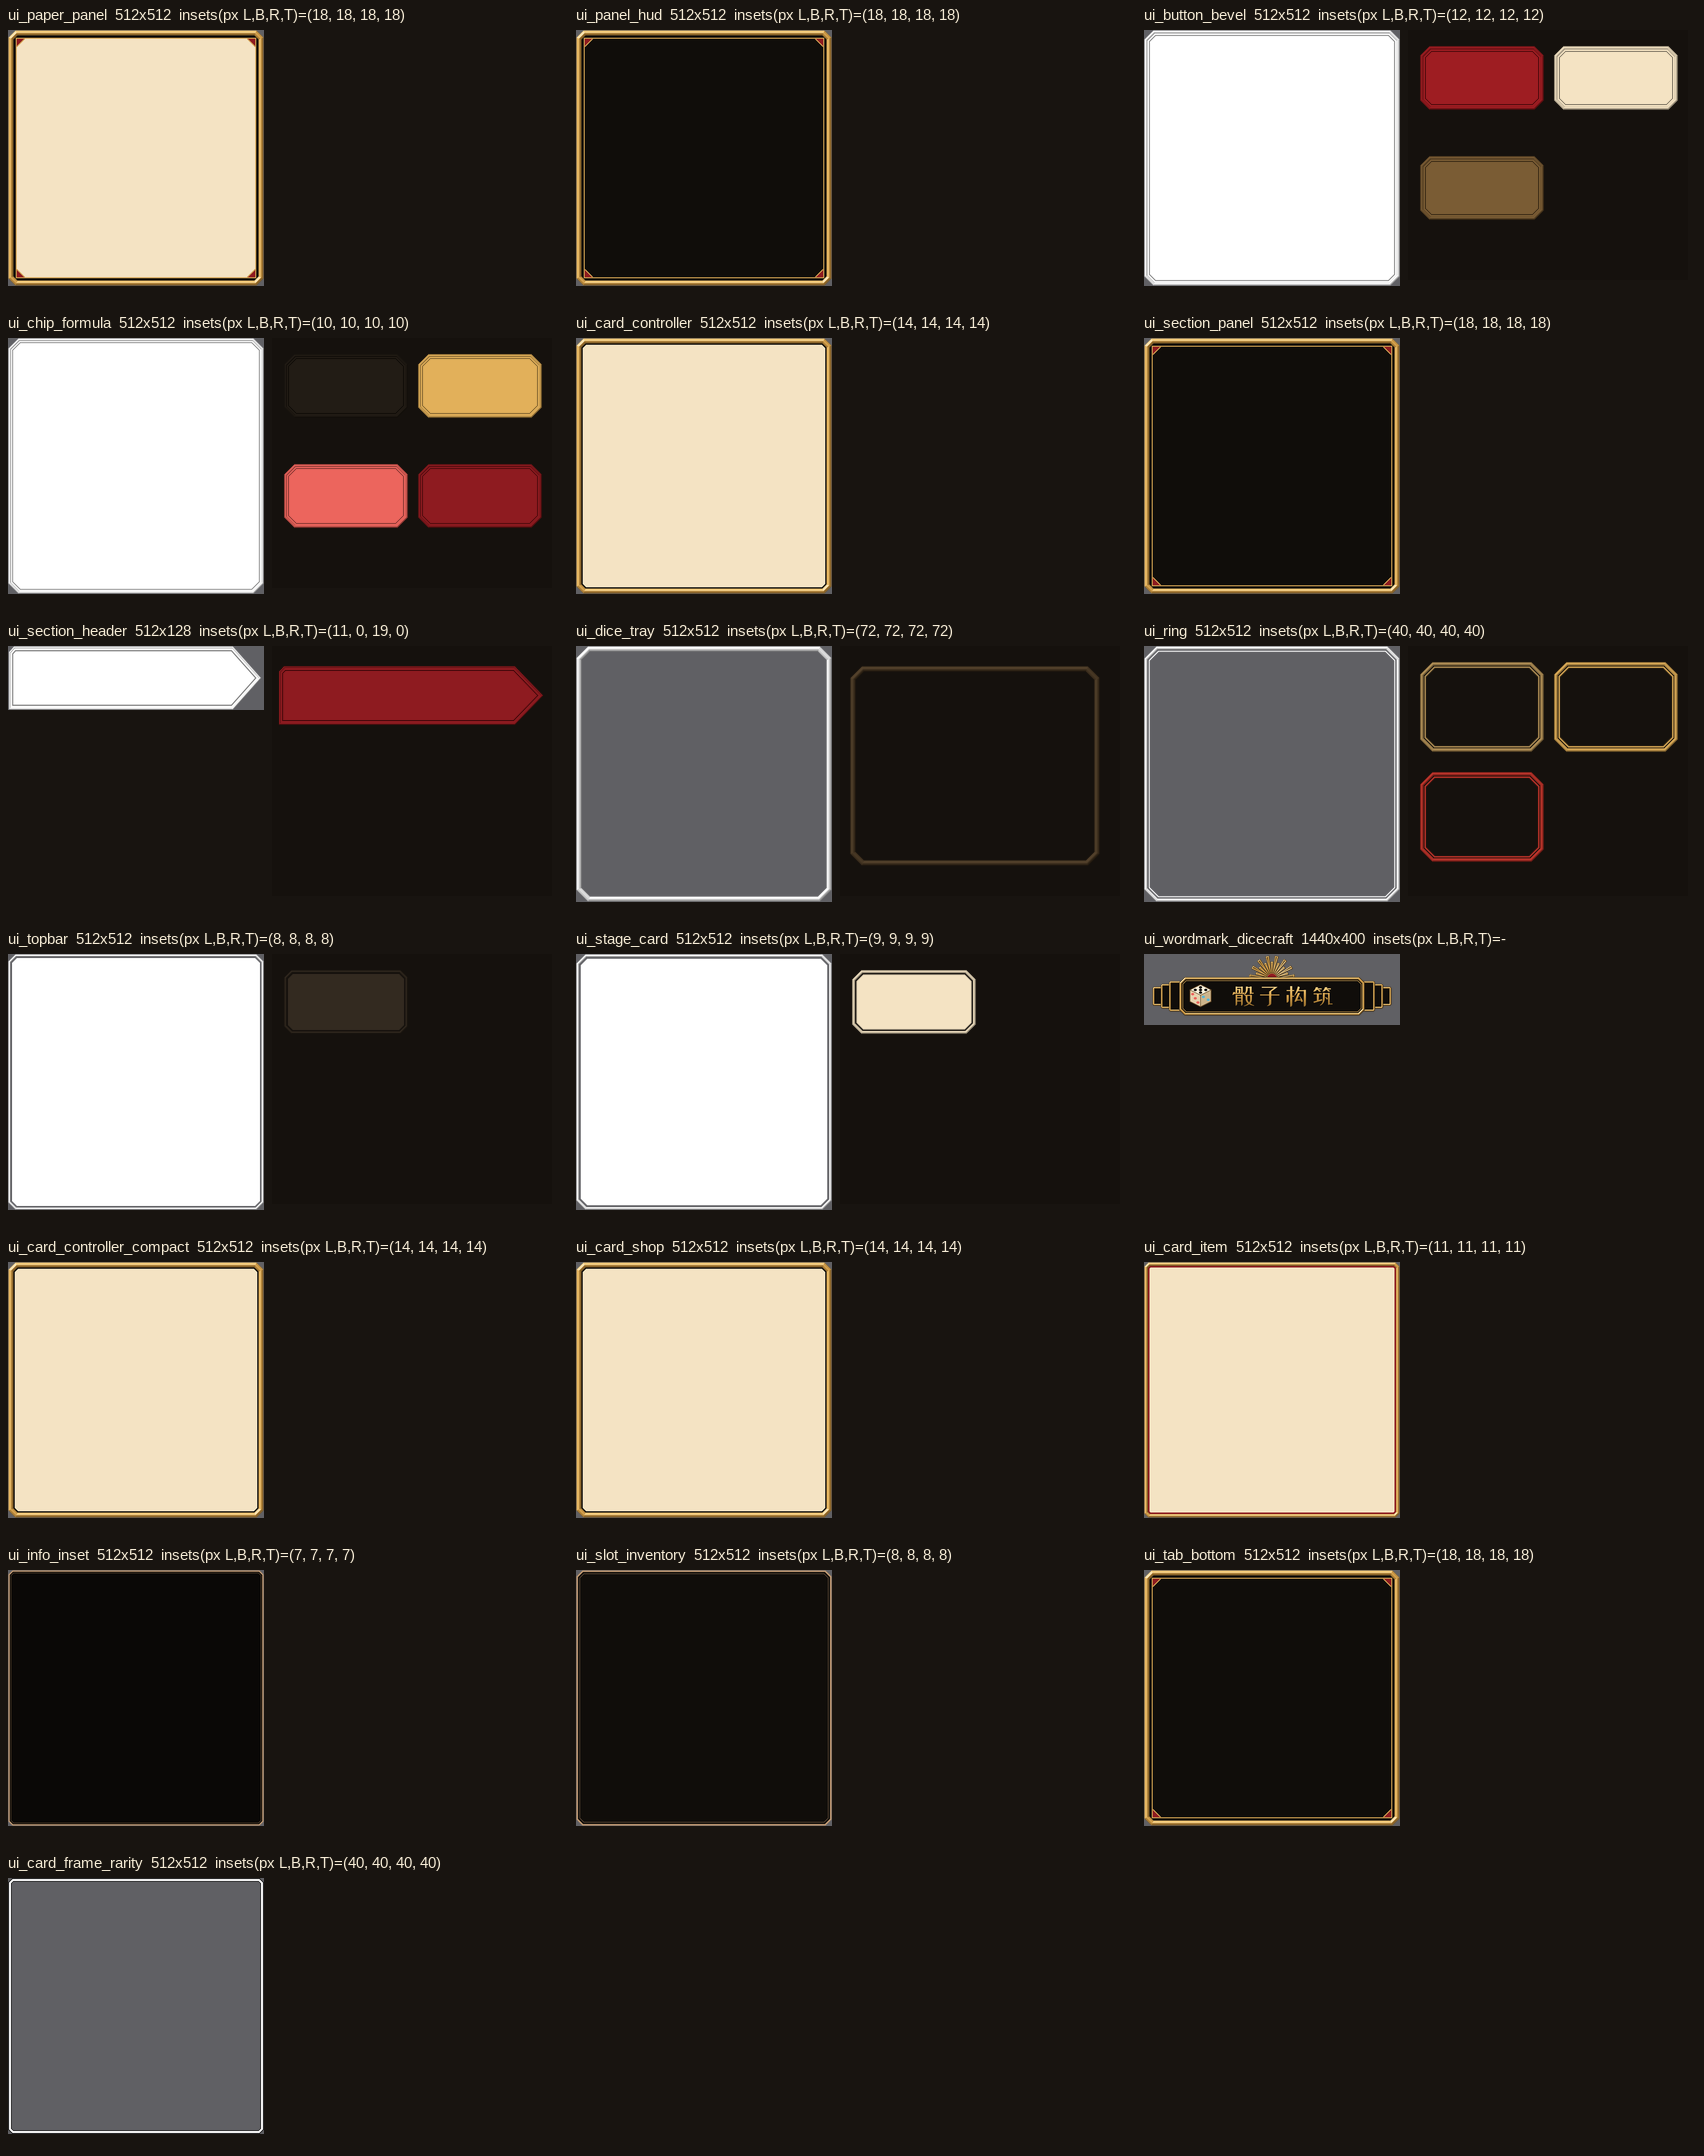 ui_paper_panel 512x512 insets(px L,B,R,T)=(18, 18, 18, 18)
ui_panel_hud 512x512 insets(px L,B,R,T)=(18, 18, 18, 18)
ui_button_bevel 512x512 insets(px L,B,R,T)=(12, 12, 12, 12)
ui_chip_formula 512x512 insets(px L,B,R,T)=(10, 10, 10, 10)
ui_card_controller 512x512 insets(px L,B,R,T)=(14, 14, 14, 14)
ui_section_panel 512x512 insets(px L,B,R,T)=(18, 18, 18, 18)
ui_section_header 512x128 insets(px L,B,R,T)=(11, 0, 19, 0)
ui_dice_tray 512x512 insets(px L,B,R,T)=(72, 72, 72, 72)
ui_ring 512x512 insets(px L,B,R,T)=(40, 40, 40, 40)
ui_topbar 512x512 insets(px L,B,R,T)=(8, 8, 8, 8)
ui_stage_card 512x512 insets(px L,B,R,T)=(9, 9, 9, 9)
ui_wordmark_dicecraft 1440x400 insets(px L,B,R,T)=-
骰子构筑
ui_card_controller_compact 512x512 insets(px L,B,R,T)=(14, 14, 14, 14)
ui_card_shop 512x512 insets(px L,B,R,T)=(14, 14, 14, 14)
ui_card_item 512x512 insets(px L,B,R,T)=(11, 11, 11, 11)
ui_info_inset 512x512 insets(px L,B,R,T)=(7, 7, 7, 7)
ui_slot_inventory 512x512 insets(px L,B,R,T)=(8, 8, 8, 8)
ui_tab_bottom 512x512 insets(px L,B,R,T)=(18, 18, 18, 18)
ui_card_frame_rarity 512x512 insets(px L,B,R,T)=(40, 40, 40, 40)